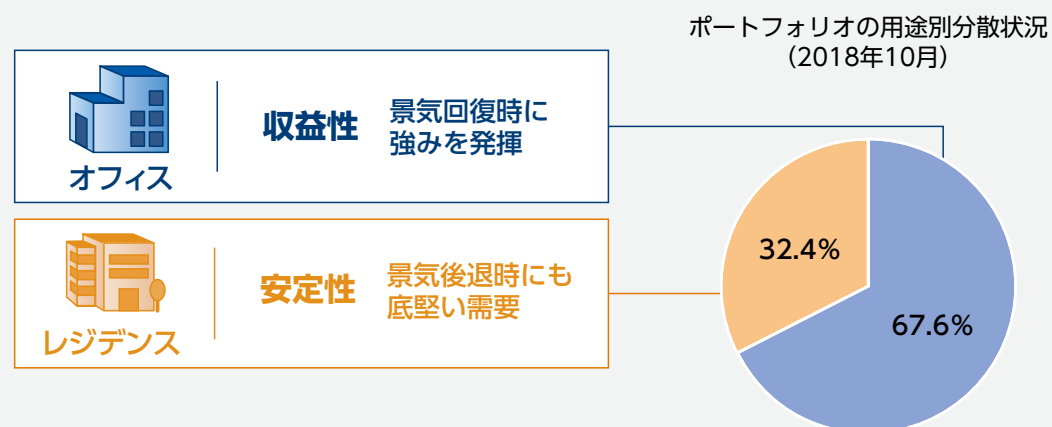 ポートフォリオの用途別分散状況
（2018年10月）
オフィス
収益性
景気回復時に
強みを発揮
レジデンス
安定性
景気後退時にも
底堅い需要
32.4%
67.6%